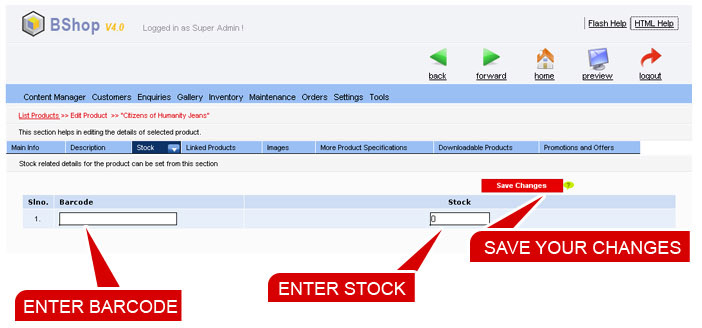 BShop V4.0
Logged in as Super Admin !
Flash Help HTML Help
back forward home preview logout
Content Manager Customers Enquiries Gallery Inventory Maintenance Orders Settings Tools
List Products >> Edit Product >> "Citizens of Humanity Jeans"
This section helps in editing the details of selected product.
Main Info Description Stock Linked Products Images More Product Specifications Downloadable Products Promotions and Offers
Stock related details for the product can be set from this section
Save Changes ?
Slno. Barcode Stock
1. 0
SAVE YOUR CHANGES
ENTER STOCK
ENTER BARCODE